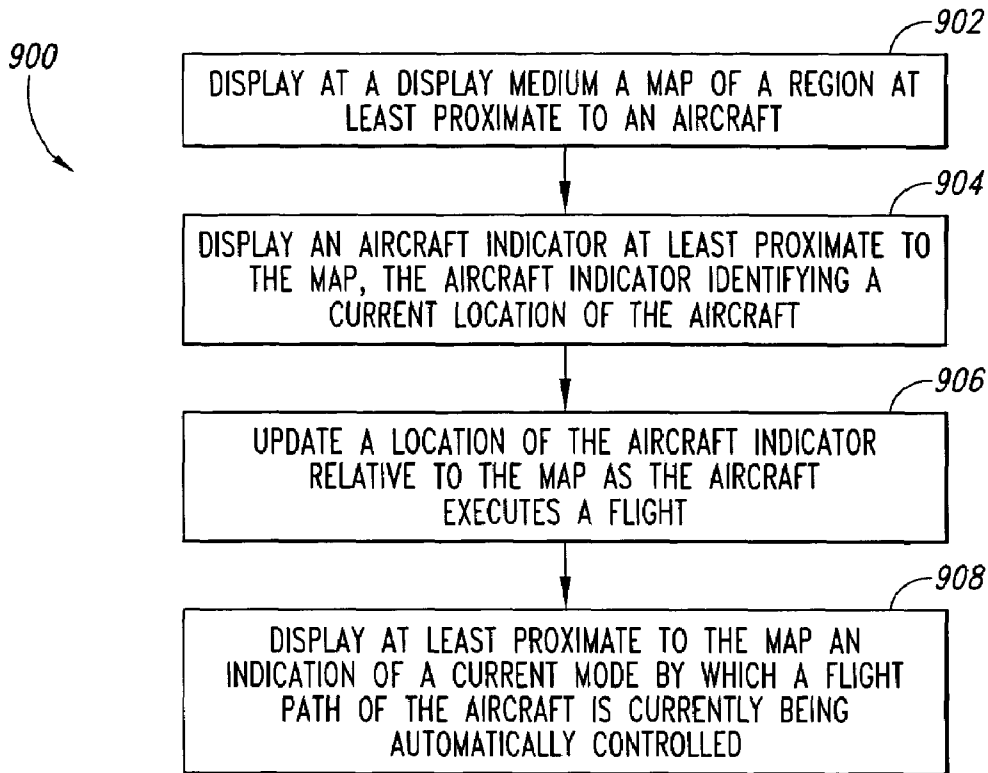 900
902
DISPLAY AT A DISPLAY MEDIUM A MAP OF A REGION AT
LEAST PROXIMATE TO AN AIRCRAFT
904
DISPLAY AN AIRCRAFT INDICATOR AT LEAST PROXIMATE TO
THE MAP, THE AIRCRAFT INDICATOR IDENTIFYING A
CURRENT LOCATION OF THE AIRCRAFT
906
UPDATE A LOCATION OF THE AIRCRAFT INDICATOR
RELATIVE TO THE MAP AS THE AIRCRAFT
EXECUTES A FLIGHT
908
DISPLAY AT LEAST PROXIMATE TO THE MAP AN
INDICATION OF A CURRENT MODE BY WHICH A FLIGHT
PATH OF THE AIRCRAFT IS CURRENTLY BEING
AUTOMATICALLY CONTROLLED